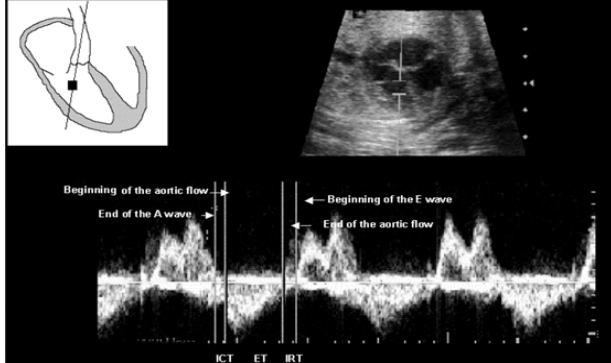 Beginning of the aortic flow
Beginning of the E wave
End of the A wave
End of the aortic flow
ICT ET IRT